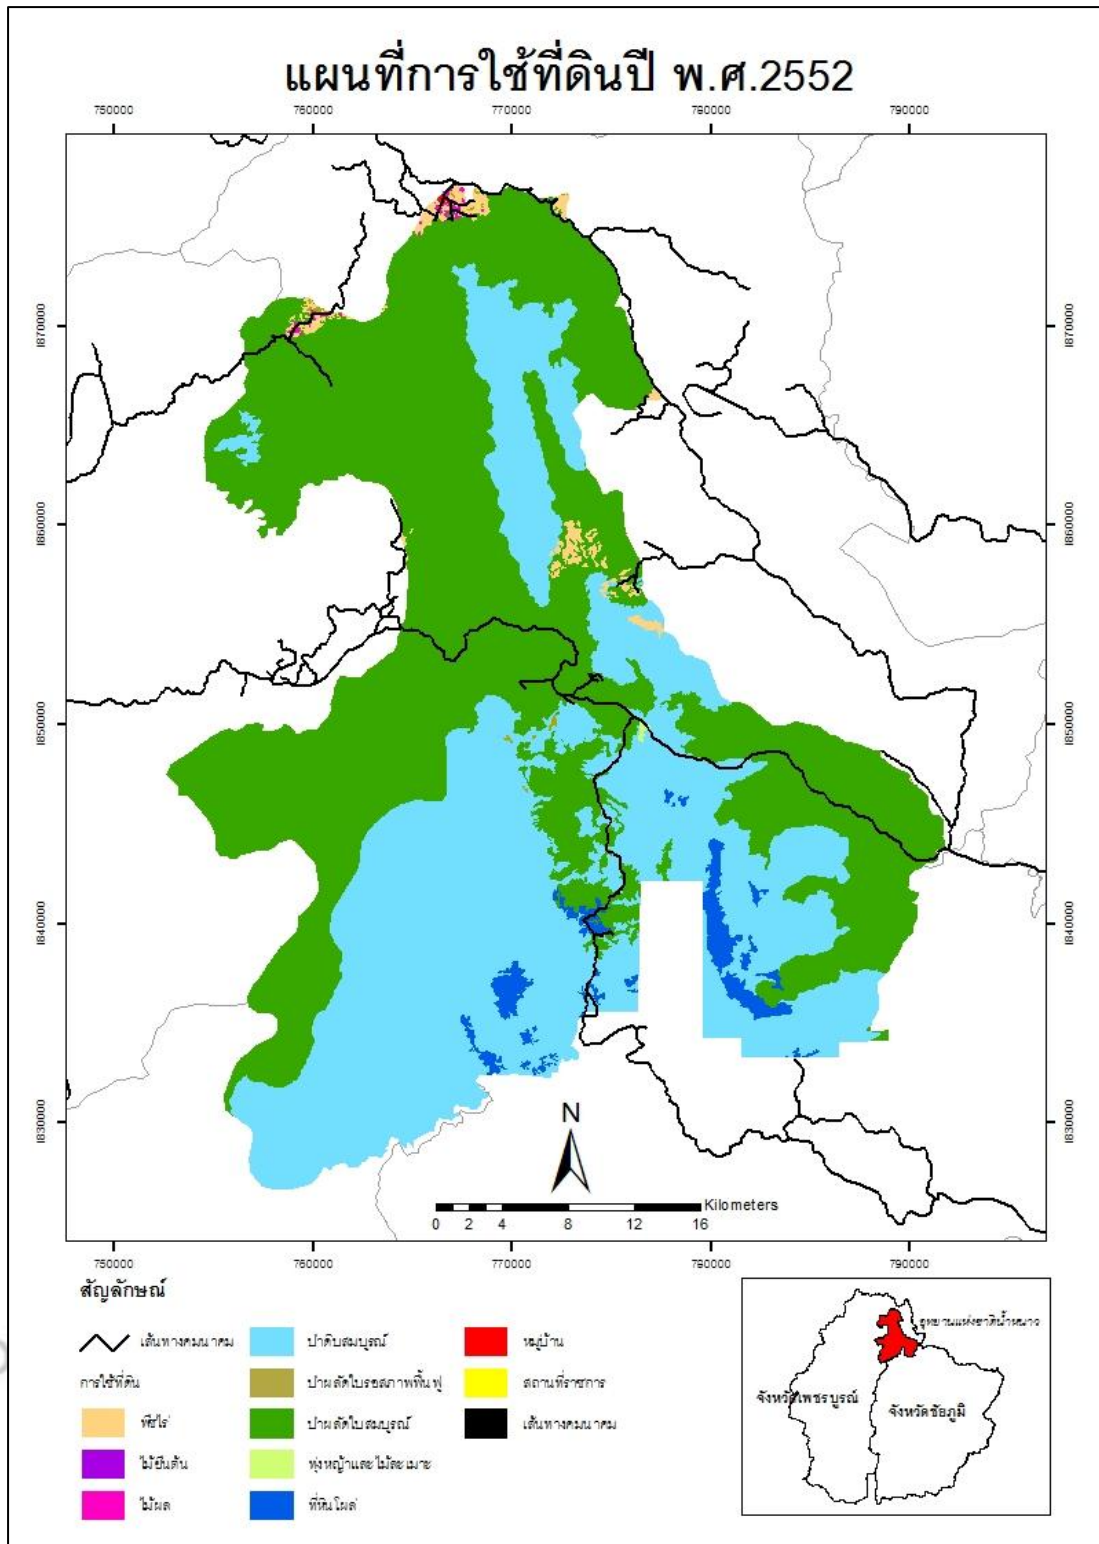 แผนที่การใช้ที่ดินปี พ.ศ.2552
750000 760000 770000 780000 790000
1870000 1870000
1860000 1860000
1850000 1850000
1840000 1840000
1830000 1830000
N
Kilometers
0 2 4 8 12 16
750000 760000 770000 780000 790000
สัญลักษณ์
เส้นทางคมนาคม
การใช้ที่ดิน
พืชไร่
ไม้ยืนต้น
ไม้ผล
ป่าดิบสมบูรณ์
ป่าผลัดใบรอสภาพฟื้นฟู
ป่าผลัดใบสมบูรณ์
ทุ่งหญ้าและไม้ละเมาะ
ที่หินโผล่
หมู่บ้าน
สถานที่ราชการ
เส้นทางคมนาคม
อุทยานแห่งชาติน้ำหนาว
จังหวัดเพชรบูรณ์
จังหวัดชัยภูมิ